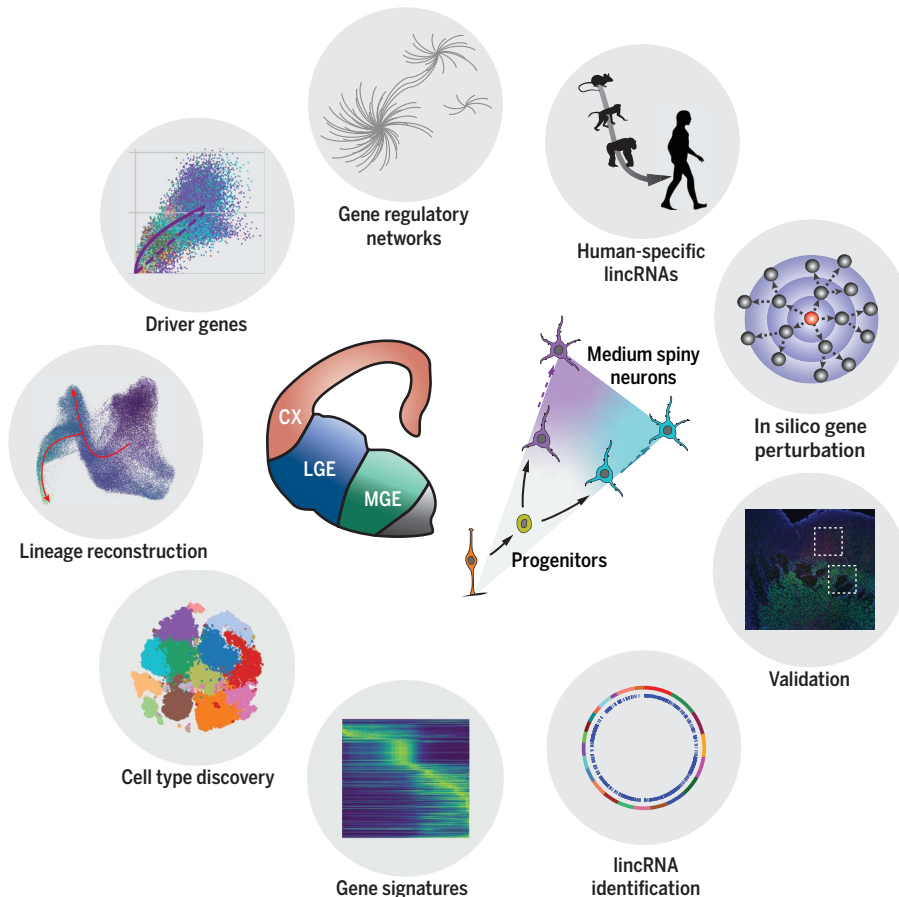 Gene regulatory
networks
Human-specific
lincRNAs
Driver genes
Medium spiny
neurons
In silico gene
perturbation
CX
LGE
MGE
Lineage reconstruction
Progenitors
Validation
Cell type discovery
Gene signatures
lincRNA
identification